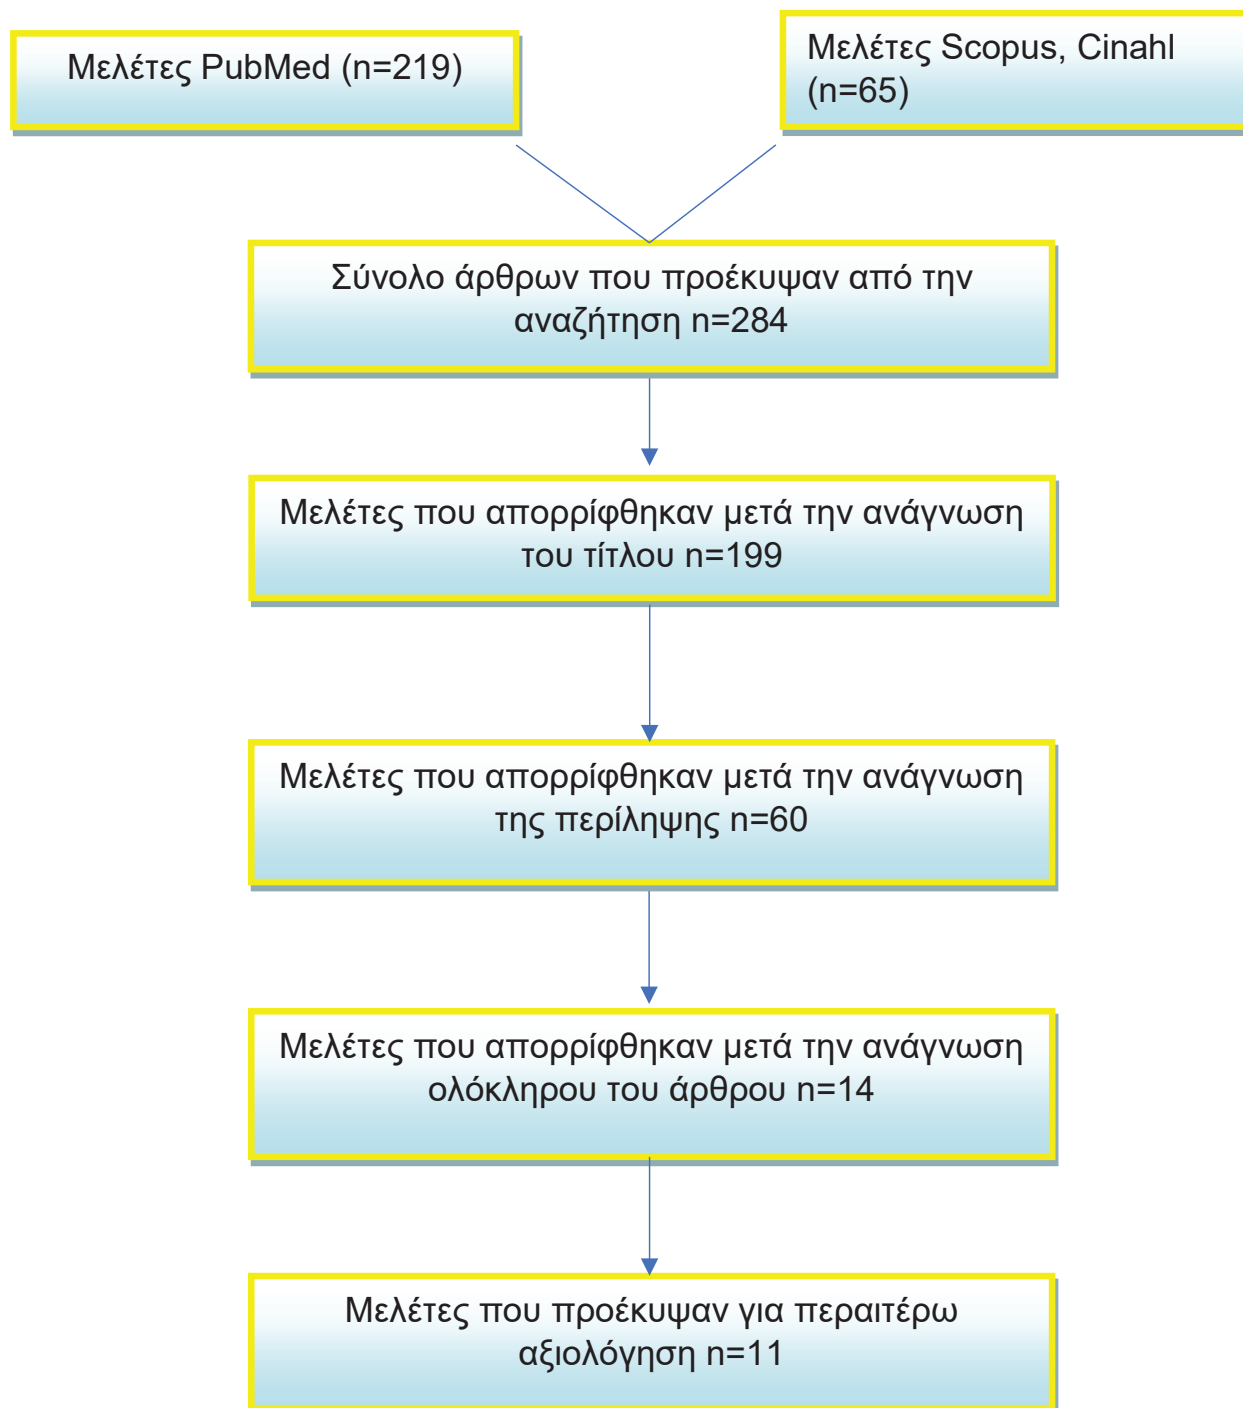 Μελέτες PubMed (n=219)
Μελέτες Scopus, Cinahl
(n=65)
Σύνολο άρθρων που προέκυψαν από την
αναζήτηση n=284
Μελέτες που απορρίφθηκαν μετά την ανάγνωση
του τίτλου n=199
Μελέτες που απορρίφθηκαν μετά την ανάγνωση
της περίληψης n=60
Μελέτες που απορρίφθηκαν μετά την ανάγνωση
ολόκληρου του άρθρου n=14
Μελέτες που προέκυψαν για περαιτέρω
αξιολόγηση n=11